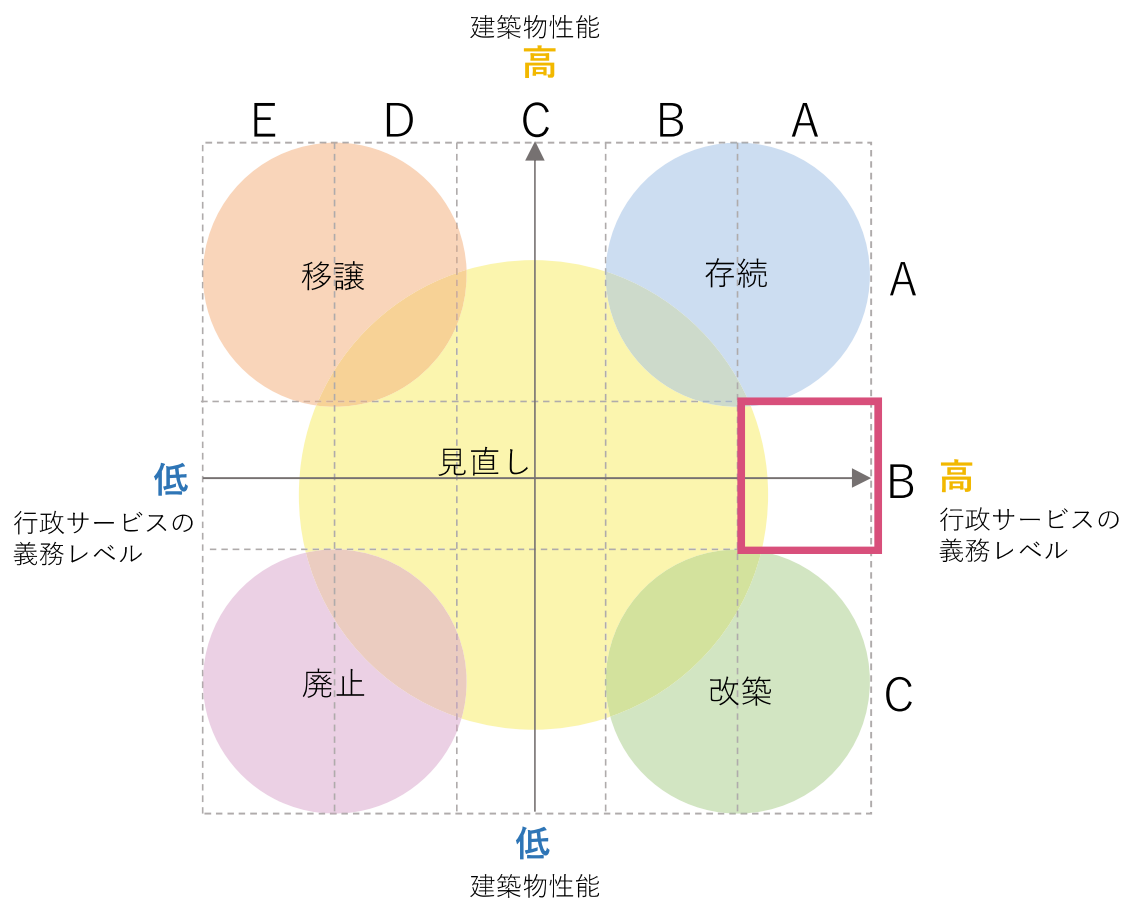 建築物性能
高
E D C B A
移譲
存続
A
見直し
低
行政サービスの
義務レベル
B
高
行政サービスの
義務レベル
廃止
改築
C
低
建築物性能